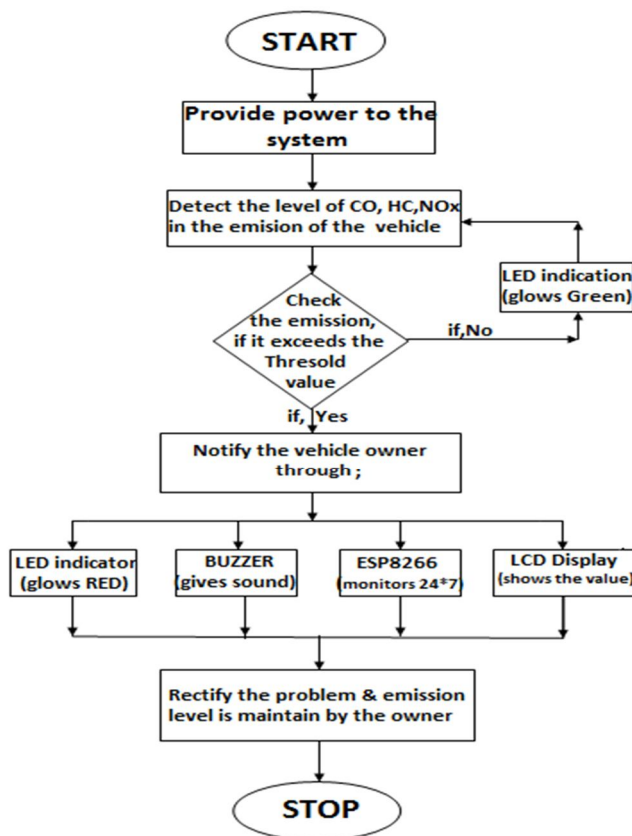 START
Provide power to the
system
Detect the level of CO, HC,NOx
in the emision of the vehicle
LED indication
(glows Green)
Check
the emission,
if it exceeds the
Thresold
value
if,No
if, Yes
Notify the vehicle owner
through ;
LED indicator
(glows RED)
BUZZER
(gives sound)
ESP8266
(monitors 24*7)
LCD Display
(shows the value)
Rectify the problem & emission
level is maintain by the owner
STOP